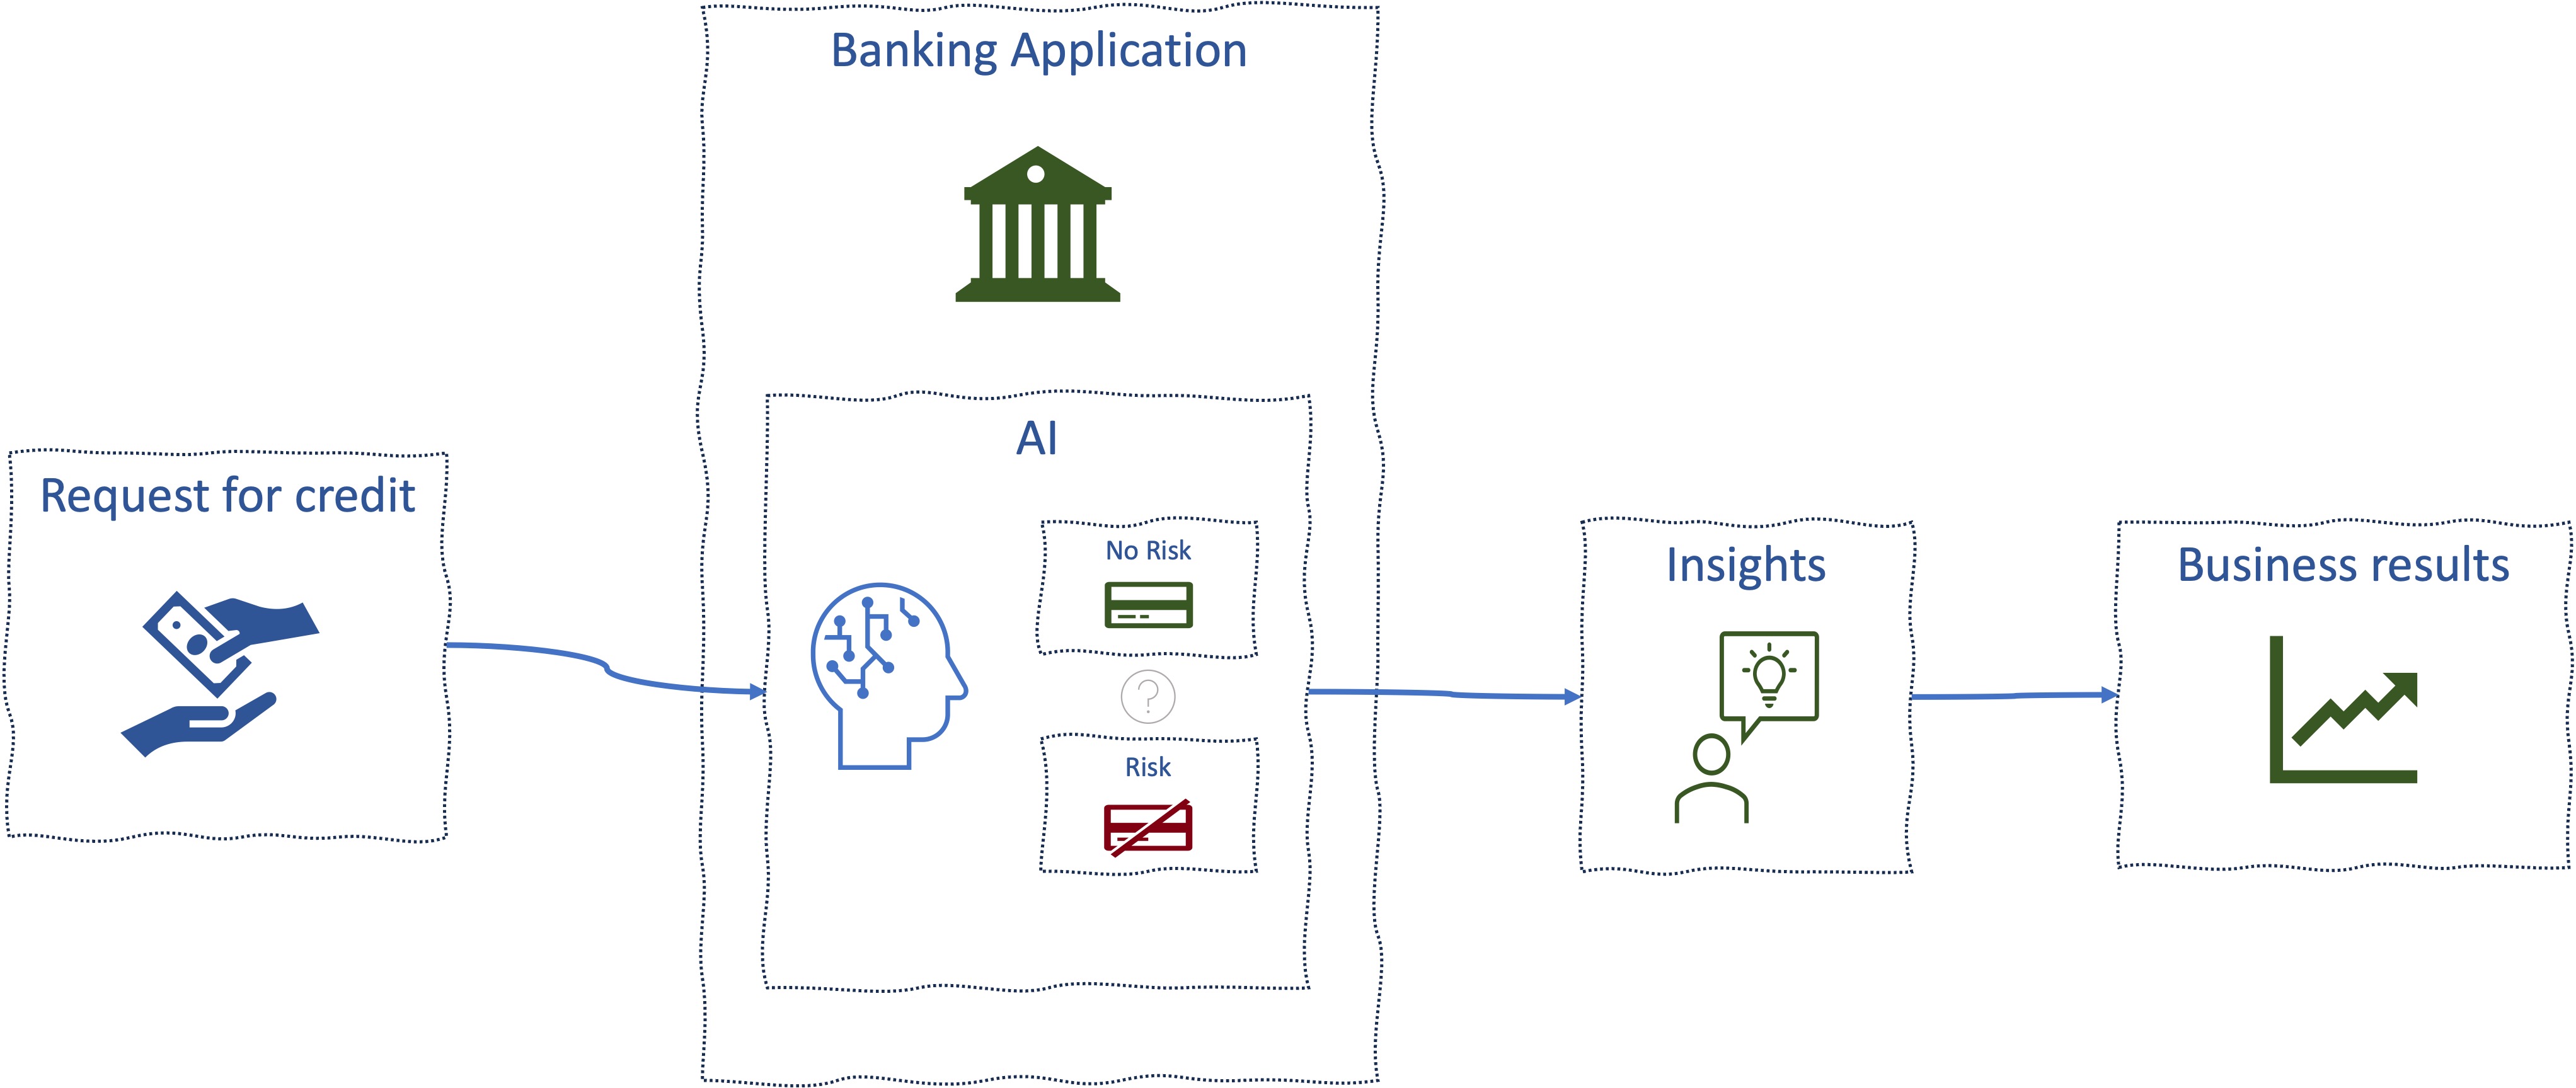 Banking Application
AI
Request for credit
No Risk
?
Risk
Insights
Business results